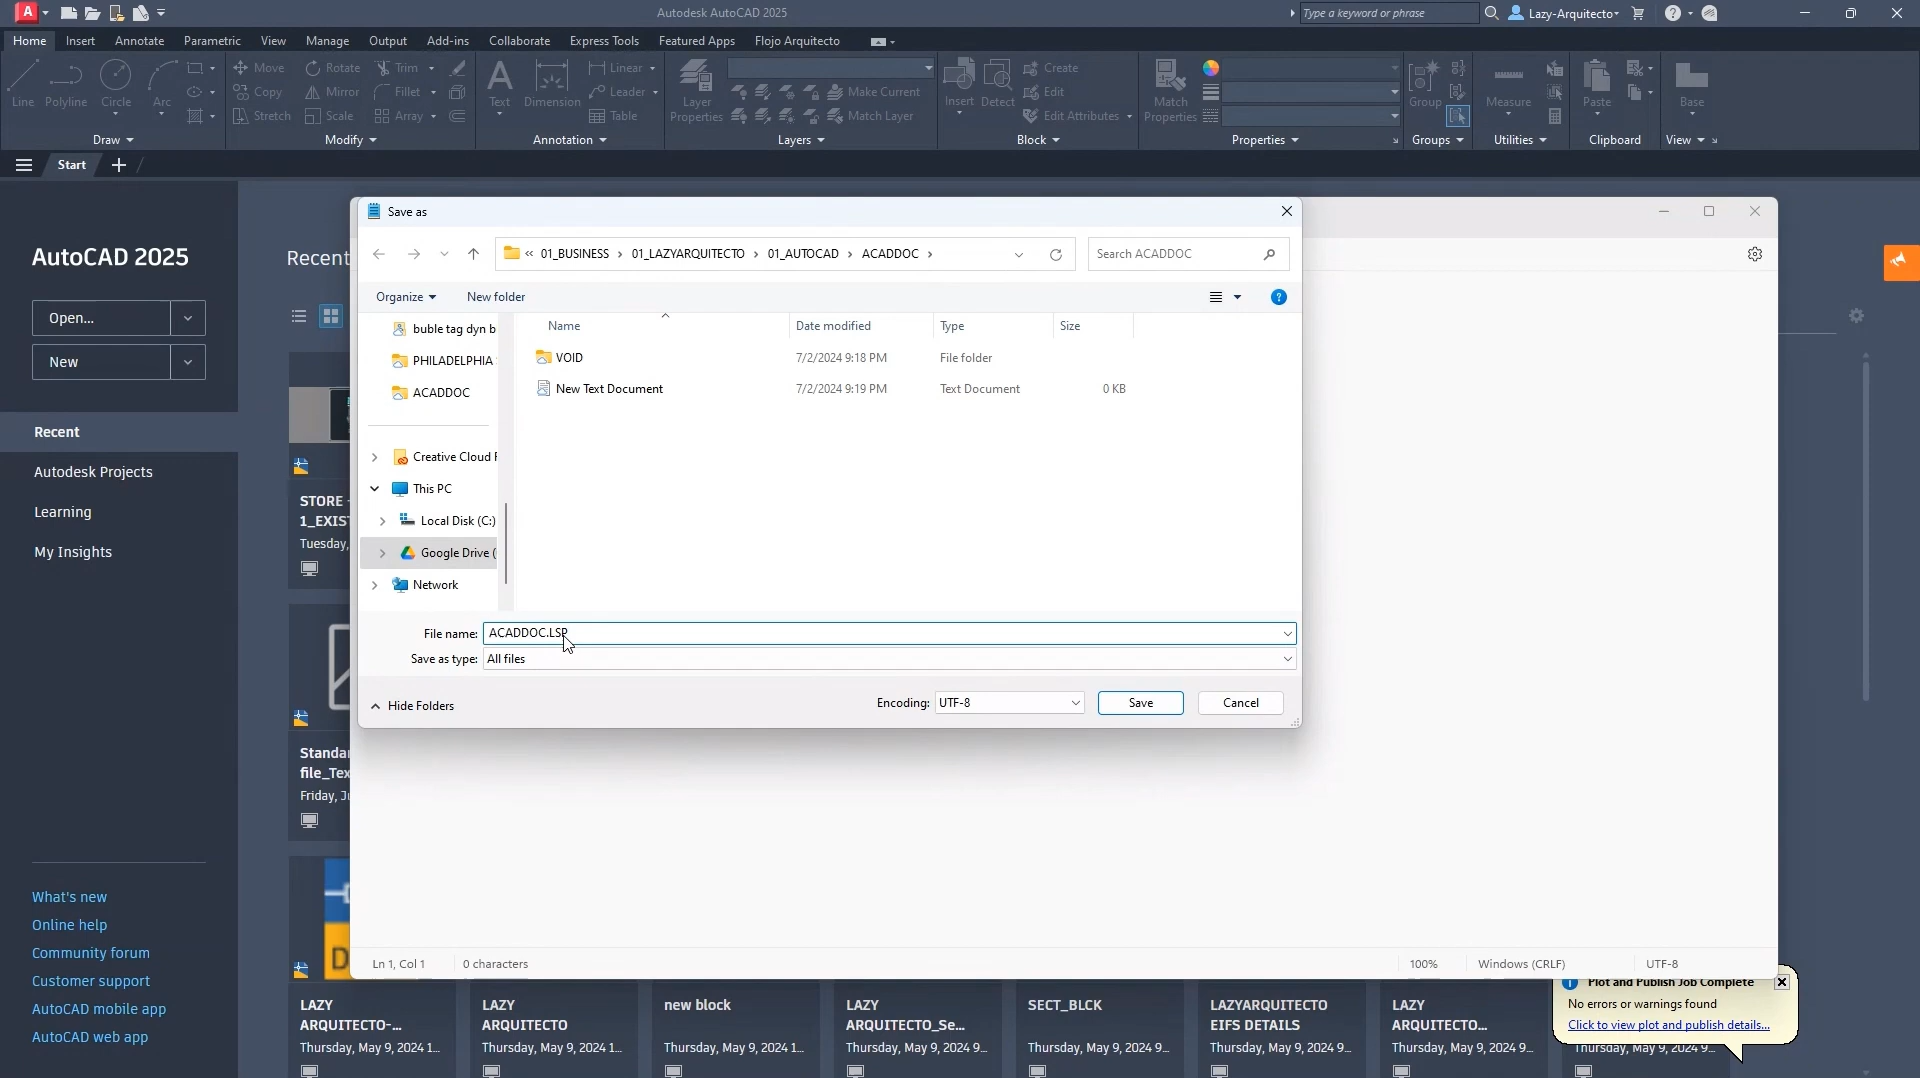 A
Autodesk AutoCAD 2025
Type a keyword or phrase
Lazy-Arquitecto
Home Insert Annotate Parametric View Manage Output Add-ins Collaborate Express Tools Featured Apps Flojo Arquitecto
Line Polyline Circle Arc
Move Rotate Trim
Copy Mirror Fillet
Stretch Scale Array
Text Dimension
Linear
Leader
Table
Layer
Properties
Make Current
Match Layer
Insert Detect
Create
Edit
Edit Attributes
Match
Properties
Group
Measure
Paste
Base
Draw Modify Annotation Layers Block Properties Groups Utilities Clipboard View
Start
AutoCAD 2025
Open...
New
Recent
Autodesk Projects
Learning
My Insights
What's new
Online help
Community forum
Customer support
AutoCAD mobile app
AutoCAD web app
Recent
STORE -
1_EXIST
Tuesday,
Standar
file_Tex
Friday, Ju
D
Save as
« 01_BUSINESS › 01_LAZYARQUITECTO › 01_AUTOCAD › ACADDOC ›
Search ACADDOC
Organize New folder
buble tag dyn b
PHILADELPHIA
ACADDOC
Creative Cloud F
This PC
Local Disk (C:)
Google Drive (
Network
Name Date modified Type Size
VOID 7/2/2024 9:18 PM File folder
New Text Document 7/2/2024 9:19 PM Text Document 0 KB
File name: ACADDOC.LSP
Save as type: All files
Hide Folders
Encoding: UTF-8
Save
Cancel
Ln 1, Col 1 0 characters 100% Windows (CRLF) UTF-8
Plot and Publish Job Complete
No errors or warnings found
Click to view plot and publish details...
LAZY
ARQUITECTO-...
Thursday, May 9, 2024 1...
LAZY
ARQUITECTO
Thursday, May 9, 2024 1...
new block
Thursday, May 9, 2024 1...
LAZY
ARQUITECTO_Se...
Thursday, May 9, 2024 9...
SECT_BLCK
Thursday, May 9, 2024 9...
LAZYARQUITECTO
EIFS DETAILS
Thursday, May 9, 2024 9...
LAZY
ARQUITECTO...
Thursday, May 9, 2024 9...
Thursday, May 9, 2024 9...